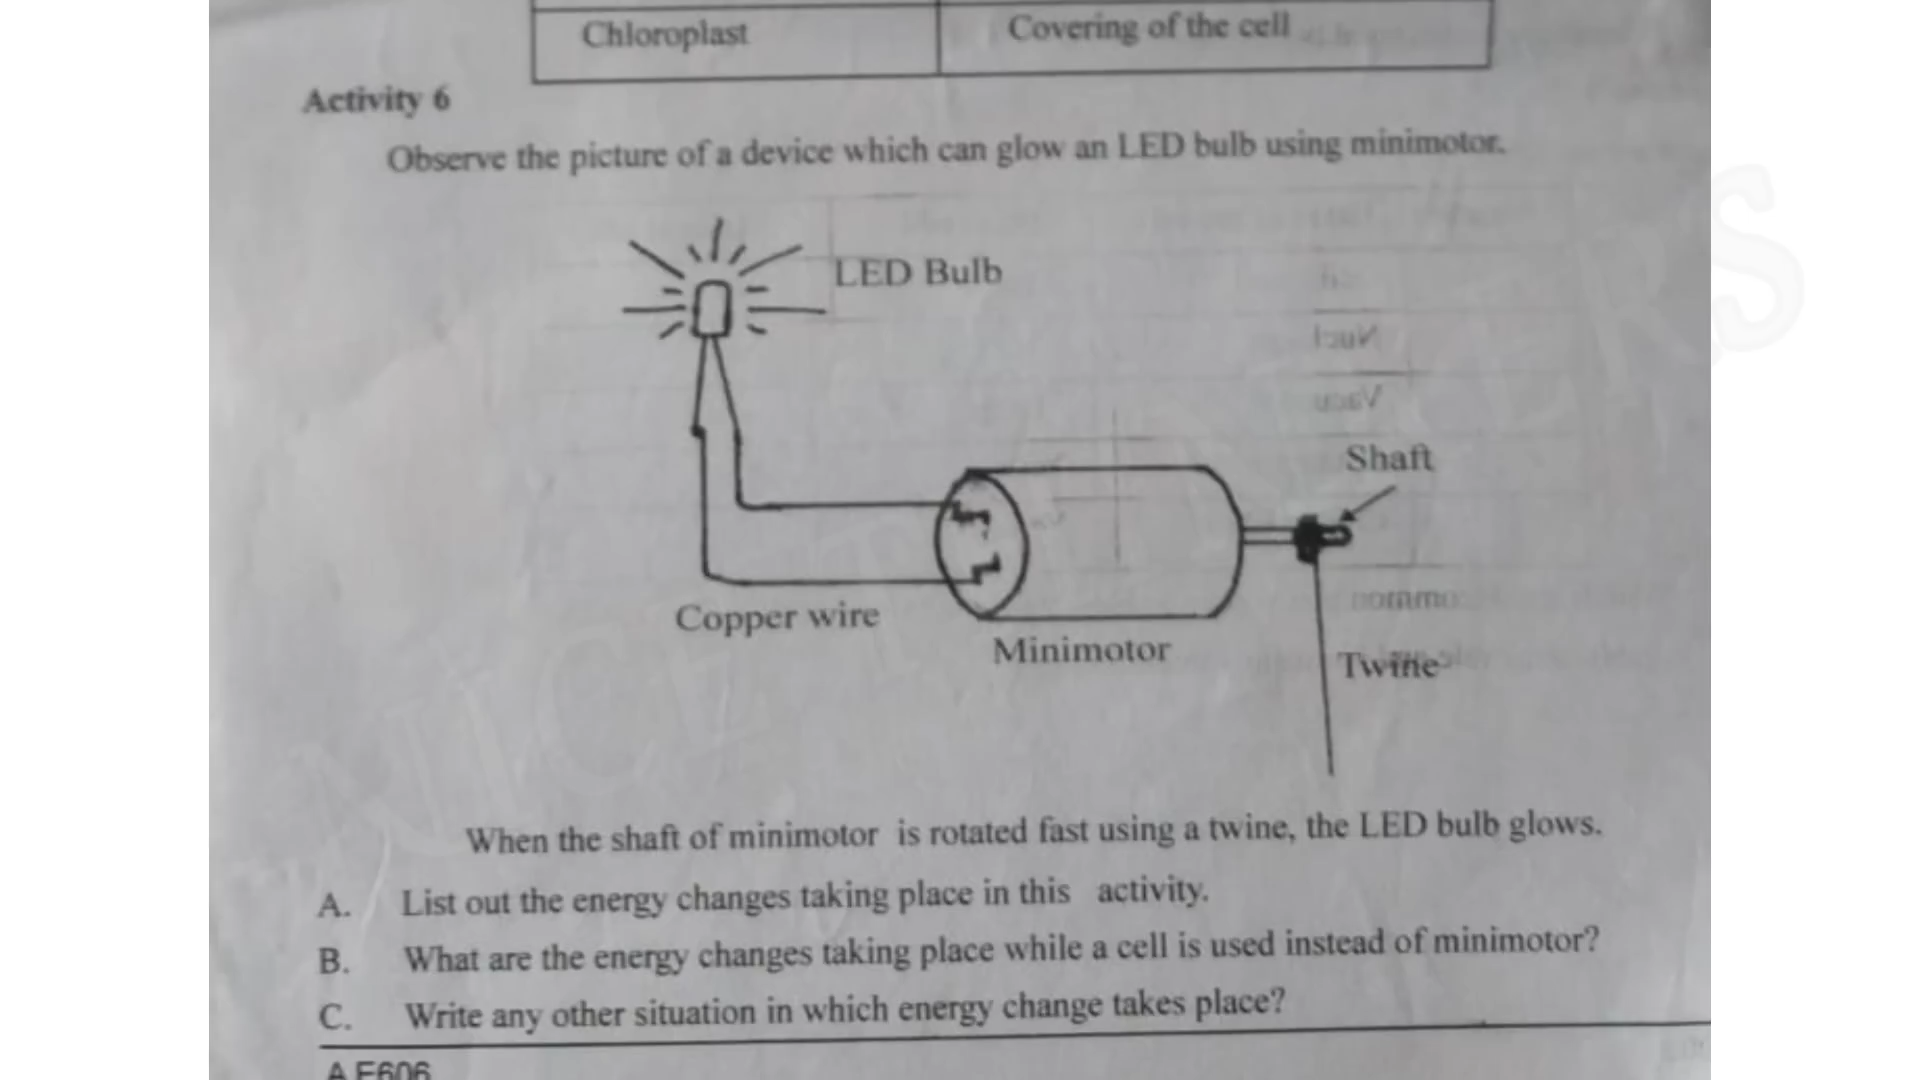 Chloroplast Covering of the cell
Activity 6
Observe the picture of a device which can glow an LED bulb using minimotor.
LED Bulb
Shaft
Copper wire
Minimotor
Twine
When the shaft of minimotor is rotated fast using a twine, the LED bulb glows.
A. List out the energy changes taking place in this activity.
B. What are the energy changes taking place while a cell is used instead of minimotor?
C. Write any other situation in which energy change takes place?
A E606